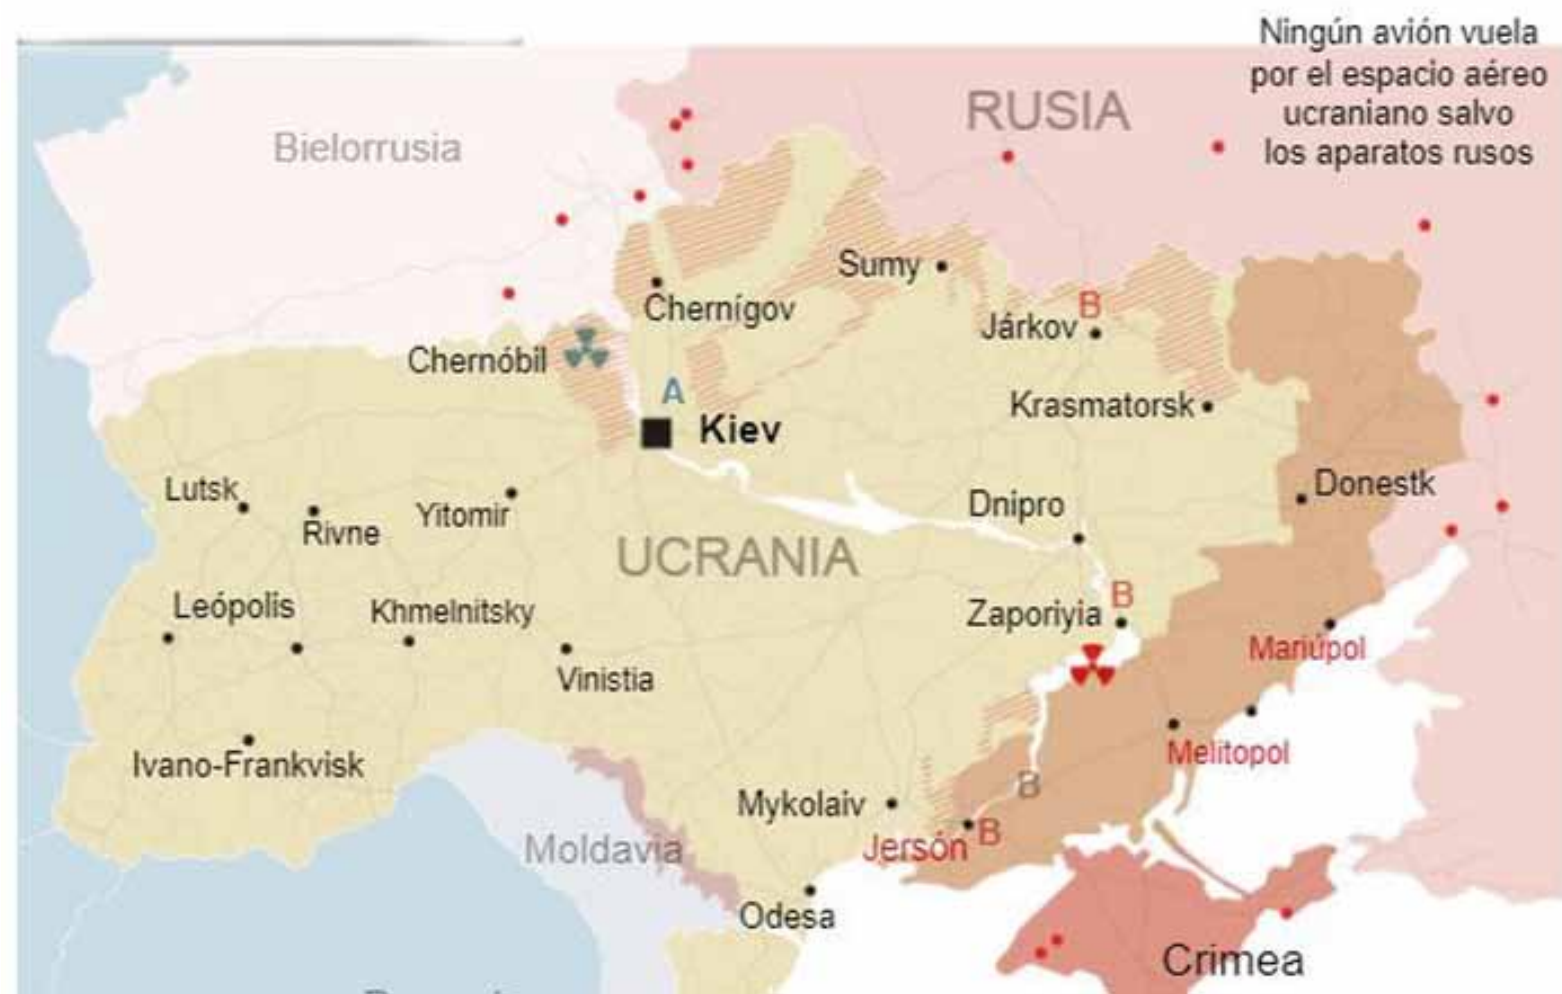 Ningún avión vuela
por el espacio aéreo
ucraniano salvo
los aparatos rusos
RUSIA
Bielorrusia
Sumy
Chernígov
B
Járkov
Chernóbil
A
Krasmatorsk
Kiev
Lutsk
Donestk
Rivne
Yitomir
Dnipro
UCRANIA
Leópolis
Khmelnitsky
B
Zaporiyia
Mariúpol
Vinistia
Ivano-Frankvisk
Melitopol
B
Mykolaiv
Jersón
B
Moldavia
Odesa
Crimea